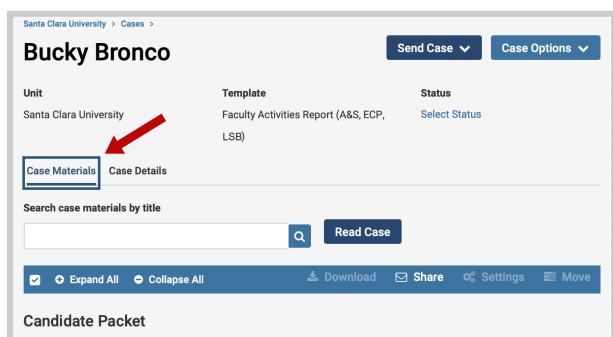 Santa Clara University > Cases >
Bucky Bronco
Send Case
Case Options
Unit
Template
Status
Santa Clara University
Faculty Activities Report (A&S, ECP,
LSB)
Select Status
Case Materials
Case Details
Search case materials by title
Read Case
Expand All
Collapse All
Download
Share
Settings
Move
Candidate Packet